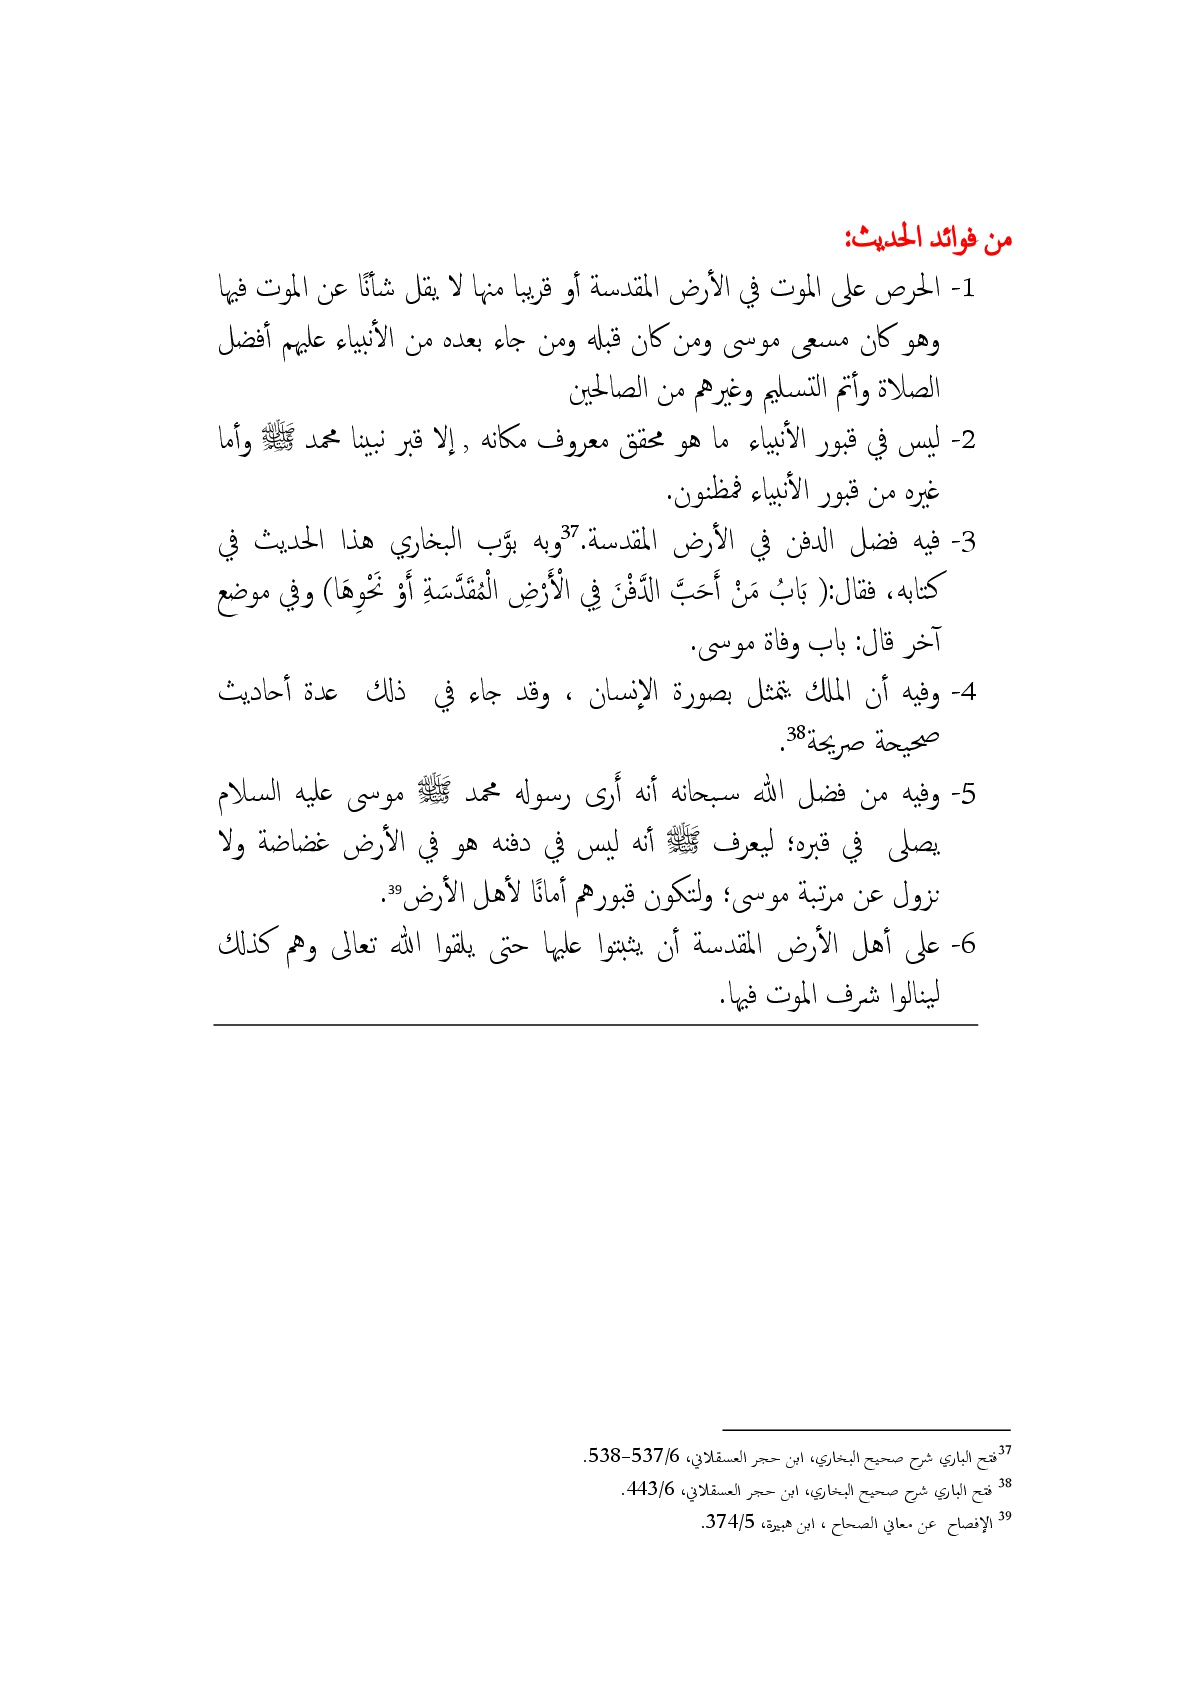 من فوائد الحديث:
1- الحرص على الموت في الأرض المقدسة أو قريبا منها لا يقل شأنًا عن الموت فيها
وهو كان مسعى موسى ومن كان قبله ومن جاء بعده من الأنبياء عليهم أفضل
الصلاة وأتم التسليم وغيرهم من الصالحين
2- ليس في قبور الأنبياء ما هو محقق معروف مكانه , إلا قبر نبينا محمد ﷺ وأما
غيره من قبور الأنبياء فمظنون.
3- فيه فضل الدفن في الأرض المقدسة.37وبه بوَّب البخاري هذا الحديث في
كتابه، فقال:( بَابُ مَنْ أَحَبَّ الدَّفْنَ فِي الْأَرْضِ الْمُقَدَّسَةِ أَوْ نَحْوِهَا) وفي موضع
آخر قال: باب وفاة موسى.
4- وفيه أن الملك يتمثل بصورة الإنسان ، وقد جاء في ذلك عدة أحاديث
صحيحة صريحة38.
5- وفيه من فضل الله سبحانه أنه أَرى رسوله محمد ﷺ موسى عليه السلام
يصلى في قبره؛ ليعرف ﷺ أنه ليس في دفنه هو في الأرض غضاضة ولا
نزول عن مرتبة موسى؛ ولتكون قبورهم أمانًا لأهل الأرض39.
6- على أهل الأرض المقدسة أن يثبتوا عليها حتى يلقوا الله تعالى وهم كذلك
لينالوا شرف الموت فيها.
37فتح الباري شرح صحيح البخاري، ابن حجر العسقلاني، 537/6-538.
38 فتح الباري شرح صحيح البخاري، ابن حجر العسقلاني، 443/6.
39 الإفصاح عن معاني الصحاح ، ابن هبيرة، 374/5.